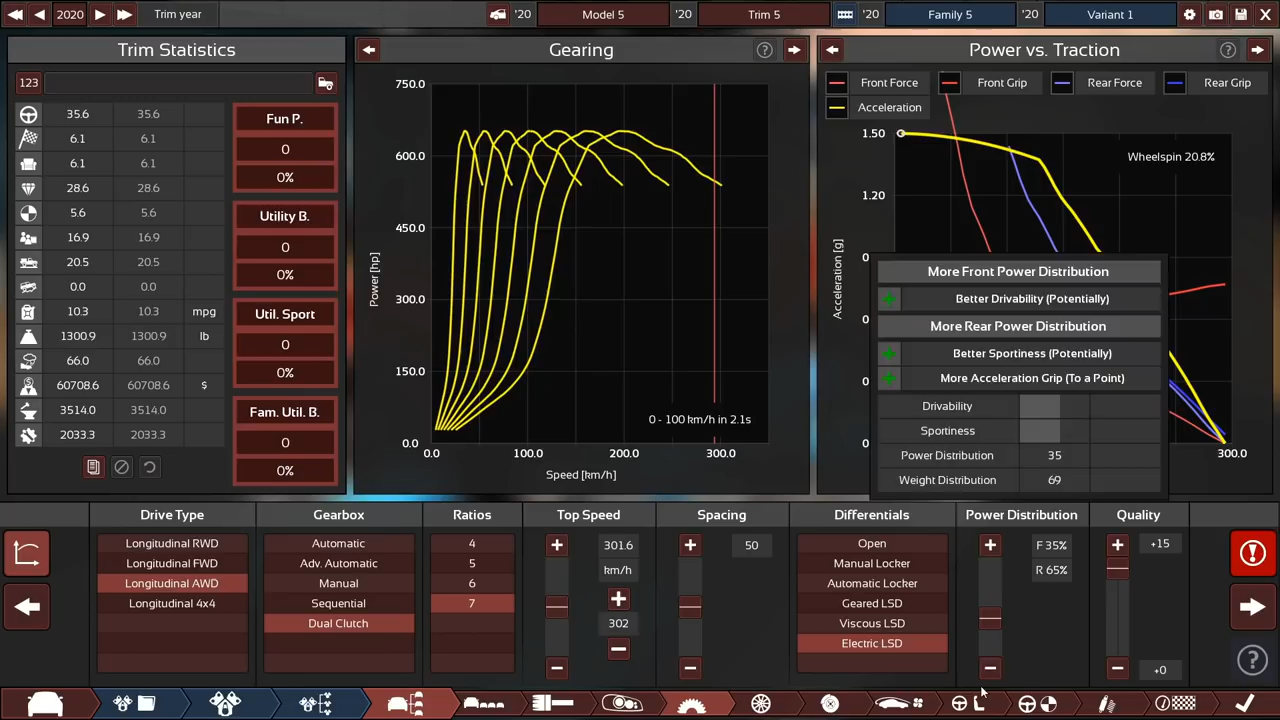 2020 Trim year '20 Model 5 '20 Trim 5 '20 Family 5 '20 Variant 1
Trim Statistics
123
35.6 35.6
6.1 6.1
6.1 6.1
28.6 28.6
5.6 5.6
16.9 16.9
20.5 20.5
0.0 0.0
10.3 10.3 mpg
1300.9 1300.9 lb
66.0 66.0
60708.6 60708.6 $
3514.0 3514.0
2033.3 2033.3
Fun P.
0
0%
Utility B.
0
0%
Util. Sport
0
0%
Fam. Util. B.
0
0%
Gearing ?
750.0
600.0
450.0
300.0
150.0
0.0
Power [hp]
0 - 100 km/h in 2.1s
0.0 100.0 200.0 300.0
Speed [km/h]
Power vs. Traction ?
Front Force Front Grip Rear Force Rear Grip
Acceleration
1.50
Wheelspin 20.8%
1.20
0
0
0
0
Acceleration [g]
300.0
More Front Power Distribution
+ Better Drivability (Potentially)
More Rear Power Distribution
+ Better Sportiness (Potentially)
+ More Acceleration Grip (To a Point)
Drivability
Sportiness
Power Distribution 35
Weight Distribution 69
Drive Type
Longitudinal RWD
Longitudinal FWD
Longitudinal AWD
Longitudinal 4x4
Gearbox
Automatic
Adv. Automatic
Manual
Sequential
Dual Clutch
Ratios
4
5
6
7
Top Speed
+ 301.6
km/h
+
302
-
-
Spacing
+ 50
-
Differentials
Open
Manual Locker
Automatic Locker
Geared LSD
Viscous LSD
Electric LSD
Power Distribution
+ F 35%
R 65%
-
Quality
+ +15
- +0
?